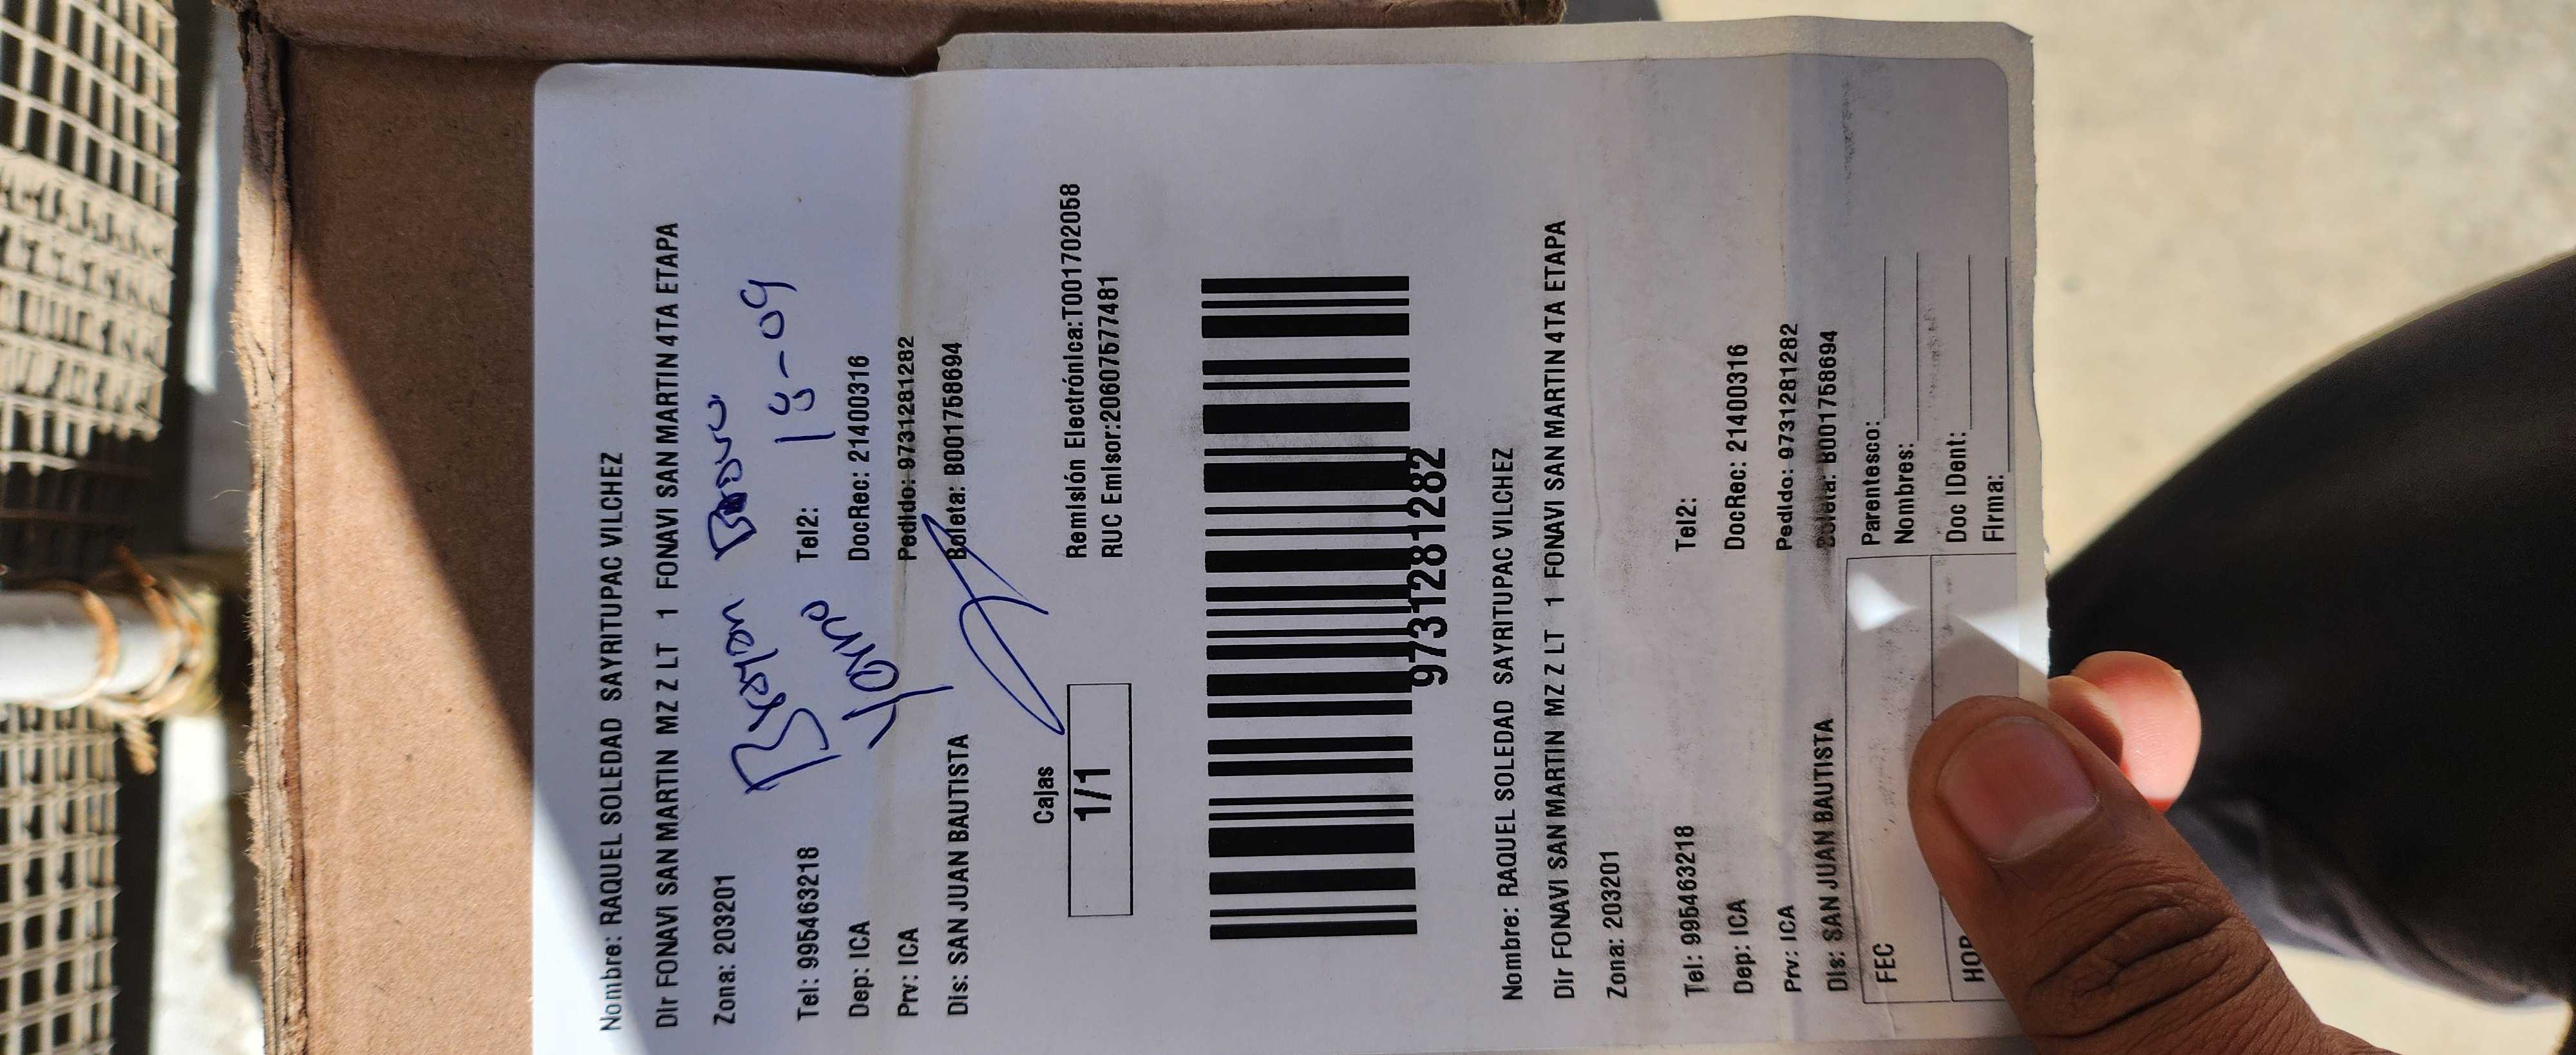 Nombre: RAQUEL SOLEDAD SAYRITUPAC VILCHEZ
Dir FONAVI SAN MARTIN MZ Z LT 1 FONAVI SAN MARTIN 4TA ETAPA
Zona: 203201
Brayan
18-09
Tel: 995463218 Tel2:
Dep: ICA DocRec: 21400316
Prv: ICA Pedido: 9731281282
Dis: SAN JUAN BAUTISTA Boleta: B001758694
Cajas
1/1
Remisión Electrónica:T001702058
RUC Emisor:20607577481
9731281282
Nombre: RAQUEL SOLEDAD SAYRITUPAC VILCHEZ
Dir FONAVI SAN MARTIN MZ Z LT 1 FONAVI SAN MARTIN 4TA ETAPA
Zona: 203201
Tel: 995463218 Tel2:
Dep: ICA DocRec: 21400316
Prv: ICA Pedido: 9731281282
Dis: SAN JUAN BAUTISTA Boleta: B001758694
FEC Parentesco:
Nombres:
HOR Doc IDent:
Firma: